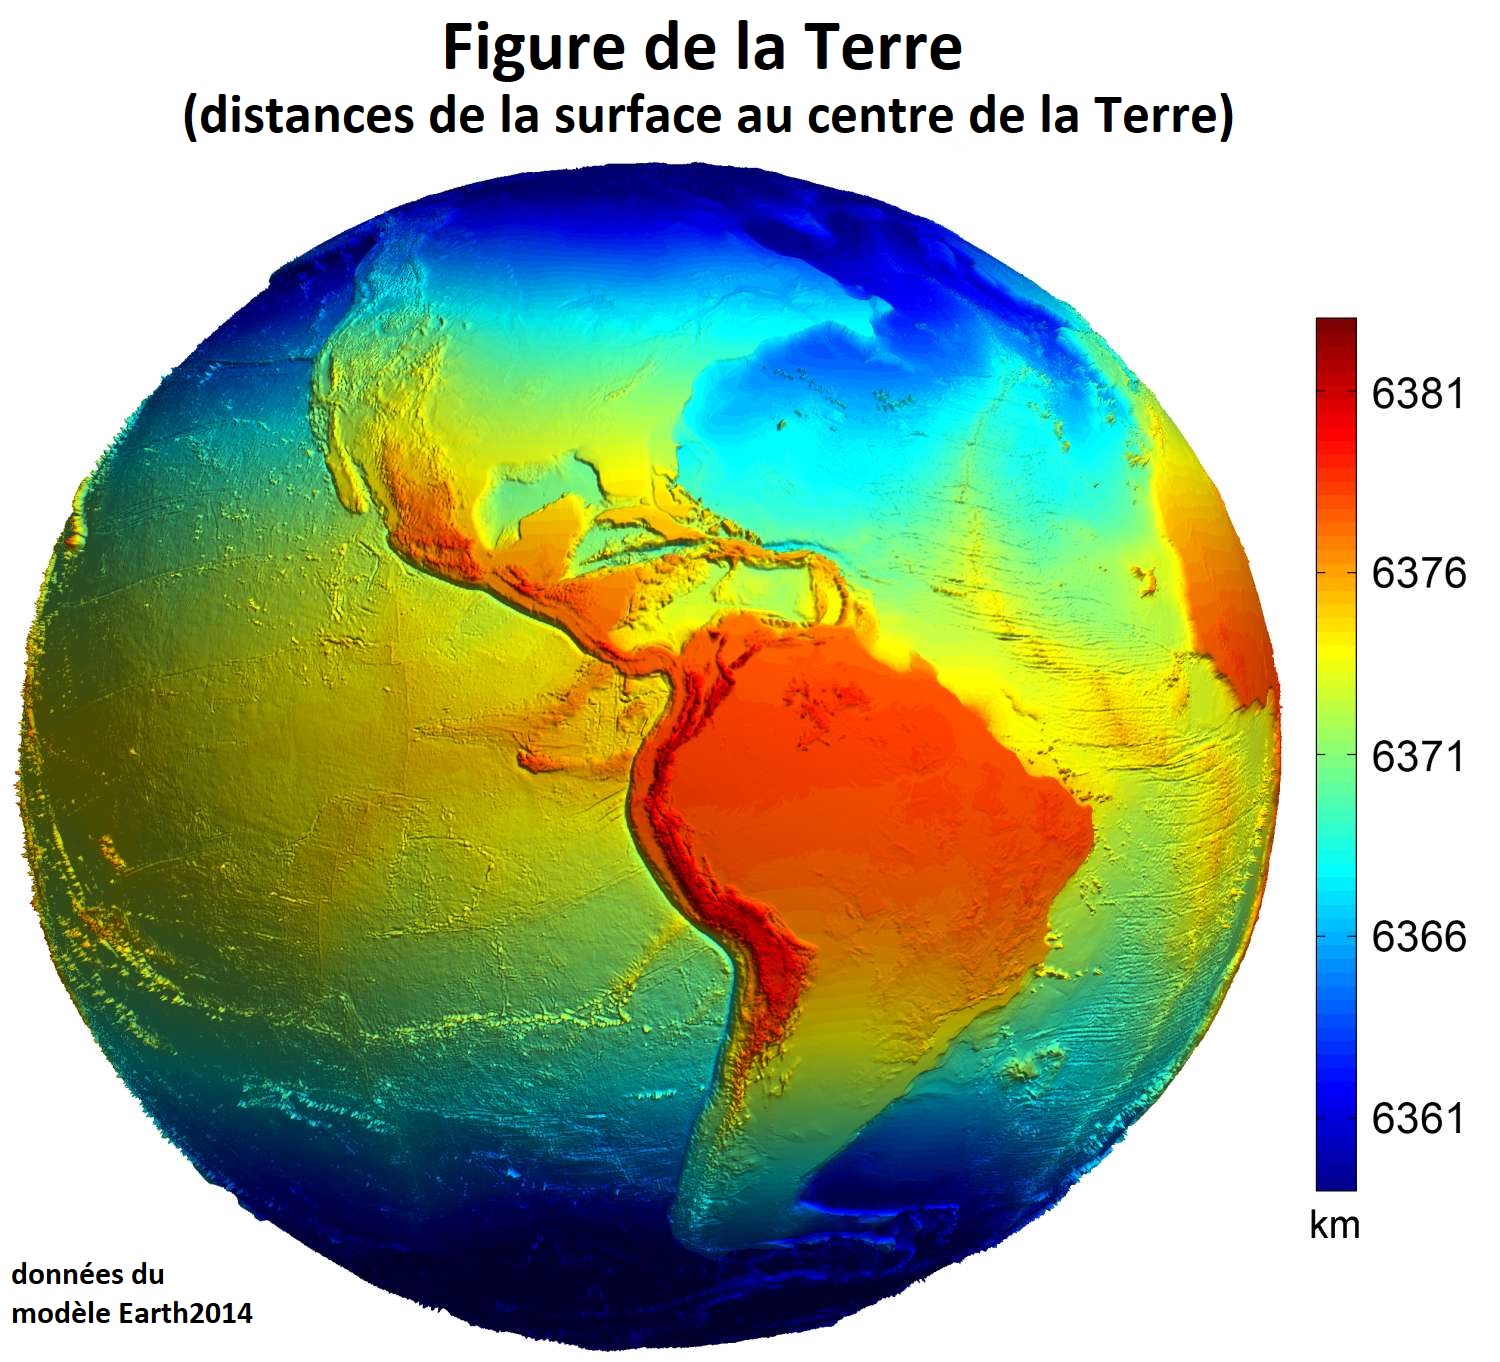 Figure de la Terre
(distances de la surface au centre de la Terre)
6381
6376
6371
6366
6361
km
données du
modèle Earth2014